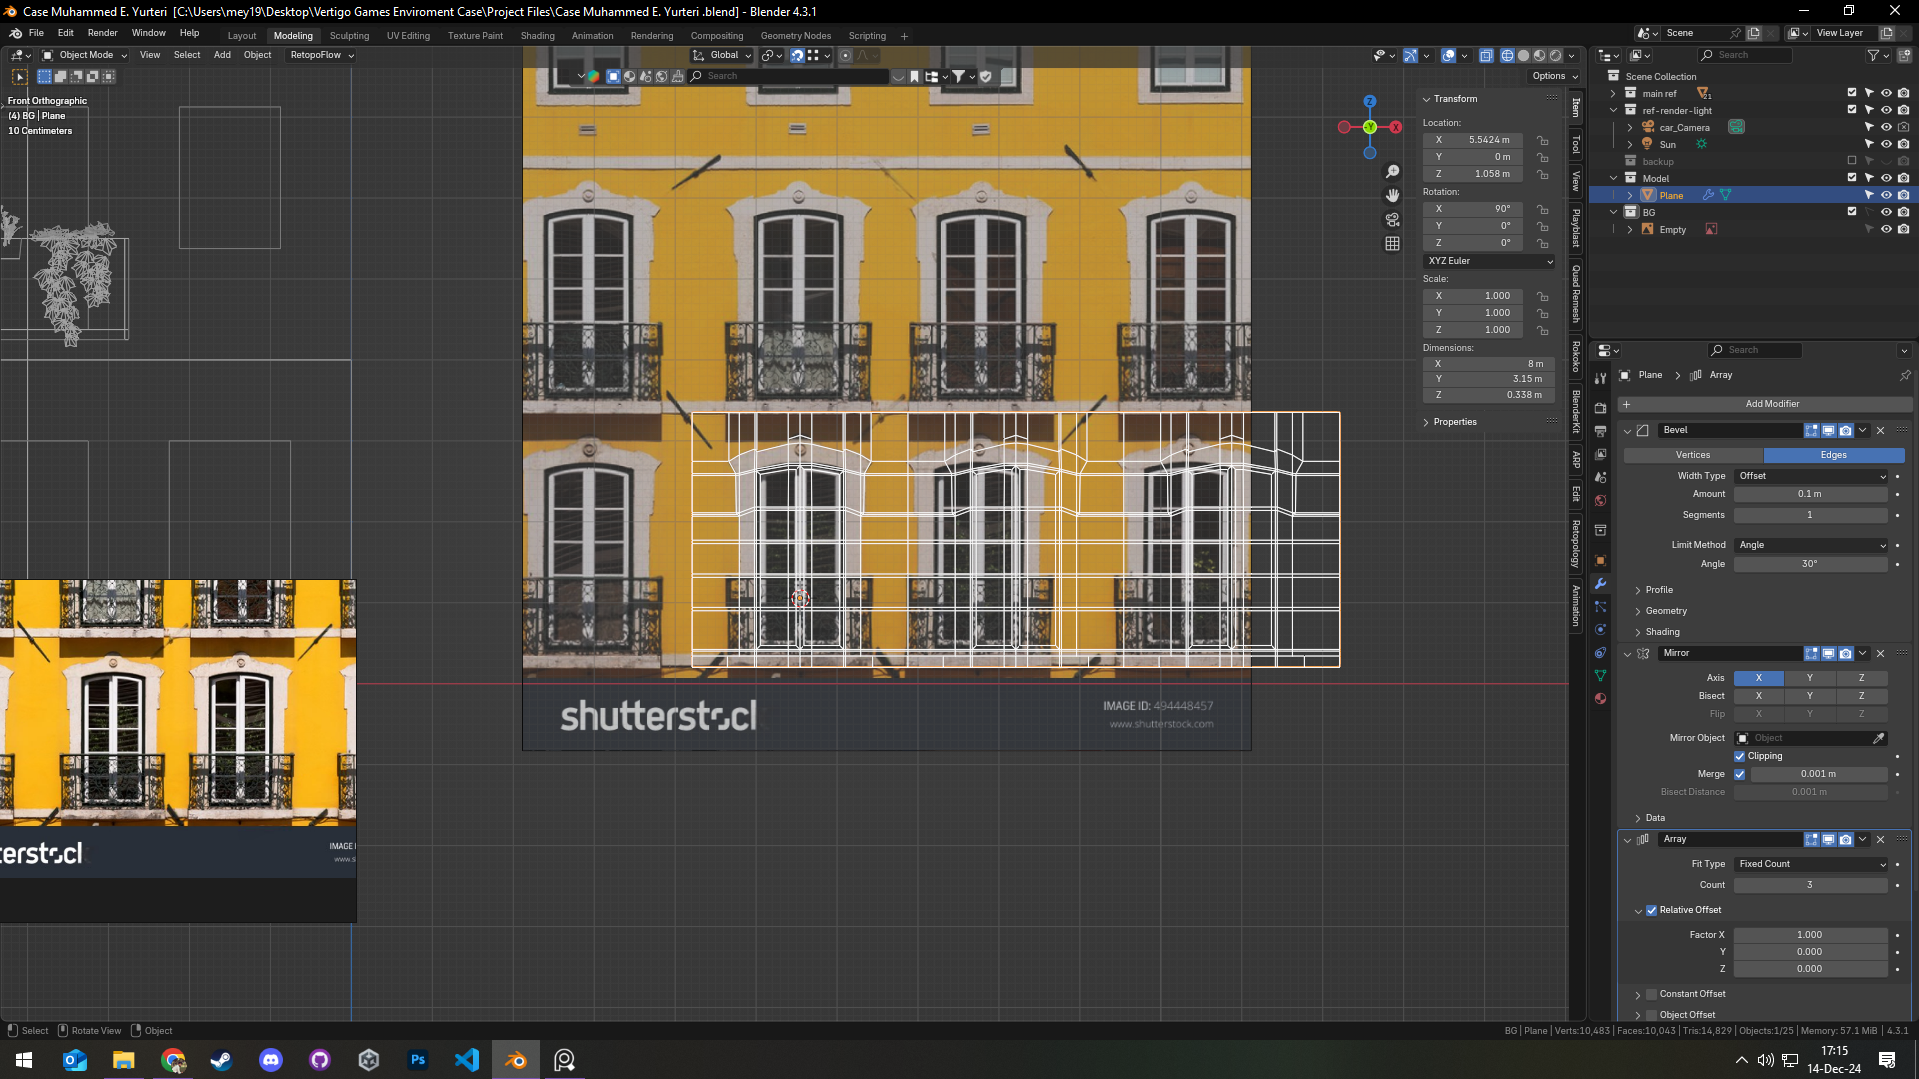 Case Muhammed E. Yurteri [C:\Users\mey19\Desktop\Vertigo Games Enviroment Case\Project Files\Case Muhammed E. Yurteri .blend] - Blender 4.3.1
File Edit Render Window Help Layout Modeling Sculpting UV Editing Texture Paint Shading Animation Rendering Compositing Geometry Nodes Scripting + Scene View Layer
Object Mode View Select Add Object RetopoFlow Global Search
Search Options
Front Orthographic
(4) BG | Plane
10 Centimeters
Transform
Location:
X 5.5424 m
Y 0 m
Z 1.058 m
Rotation:
X 90°
Y 0°
Z 0°
XYZ Euler
Scale:
X 1.000
Y 1.000
Z 1.000
Dimensions:
X 8 m
Y 3.15 m
Z 0.338 m
Properties
Item
Tool
View
Playblast
Quad Remesh
Rokoko
BlenderKit
ARP
Edit
Retopology
Animation
Z
-Y
X
Scene Collection
main ref 21
ref-render-light
car_Camera
Sun
backup
Model
Plane
BG
Empty
Search
Plane > Array
+ Add Modifier
Bevel
Vertices Edges
Width Type Offset
Amount 0.1 m
Segments 1
Limit Method Angle
Angle 30°
Profile
Geometry
Shading
Mirror
Axis X Y Z
Bisect X Y Z
Flip X Y Z
Mirror Object Object
Clipping
Merge 0.001 m
Bisect Distance 0.001 m
Data
Array
Fit Type Fixed Count
Count 3
Relative Offset
Factor X 1.000
Y 0.000
Z 0.000
Constant Offset
Object Offset
IMAGE ID: 494448457
www.shutterstock.com
IMAGE I
www.s
Select Rotate View Object
BG | Plane | Verts:10,483 | Faces:10,043 | Tris:14,829 | Objects:1/25 | Memory: 57.1 MiB | 4.3.1
Ps
17:15
14-Dec-24